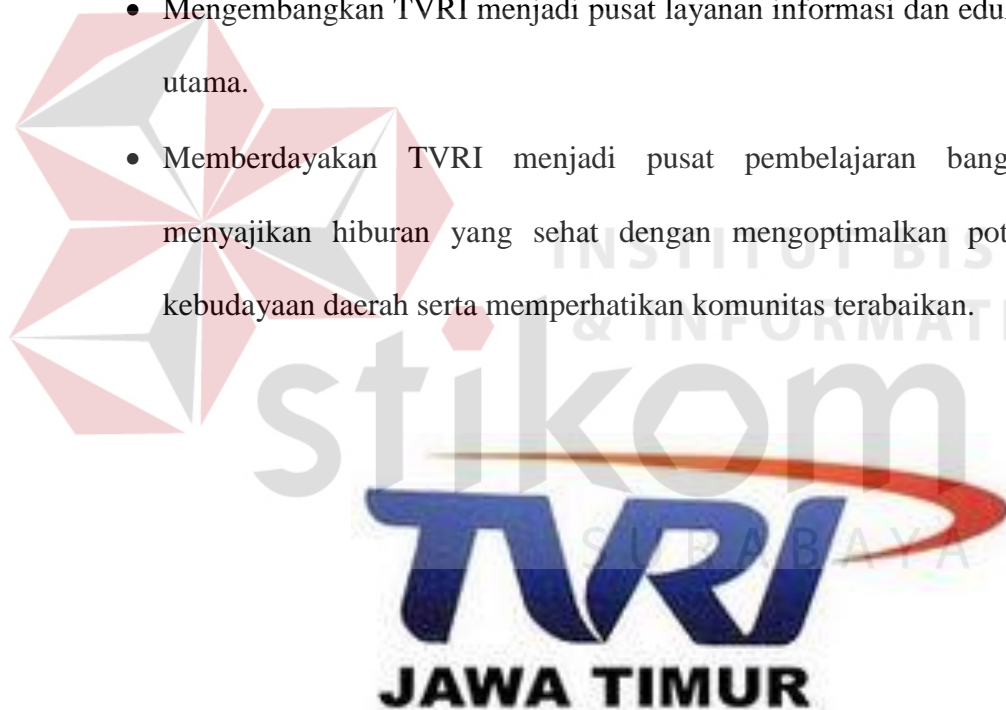 • Mengembangkan TVRI menjadi pusat layanan informasi dan edu
utama.
• Memberdayakan TVRI menjadi pusat pembelajaran bang
menyajikan hiburan yang sehat dengan mengoptimalkan pot
kebudayaan daerah serta memperhatikan komunitas terabaikan.
INSTITUT BIS
& INFORMATI
stikom
SURABAYA
TVRI
JAWA TIMUR